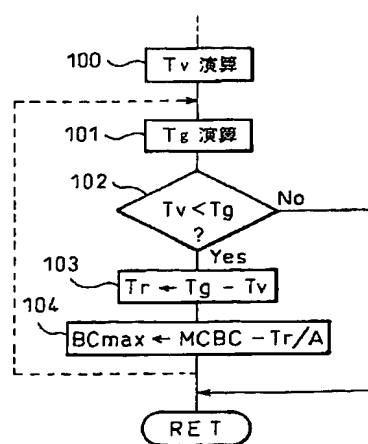 100
Tv 演算
101
Tg 演算
102
No
Tv<Tg
?
Yes
103
Tr ← Tg - Tv
104
BCmax ← MCBC - Tr/A
RET